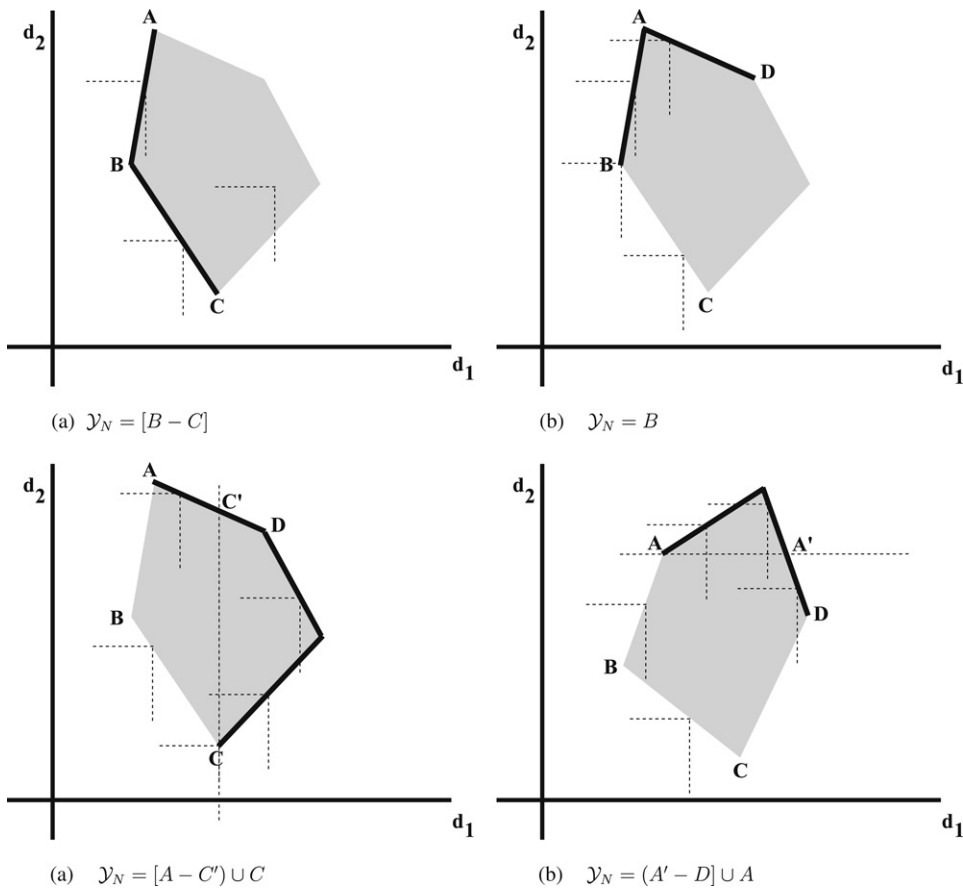 A
A
d₂
d₂
D
B
B
C
C
d₁
d₁
(a) 𝒴_N = [B − C]
(b) 𝒴_N = B
A
d₂
d₂
C'
D
A
A'
B
D
B
C
C
d₁
d₁
(a) 𝒴_N = [A − C′) ∪ C
(b) 𝒴_N = (A′ − D] ∪ A